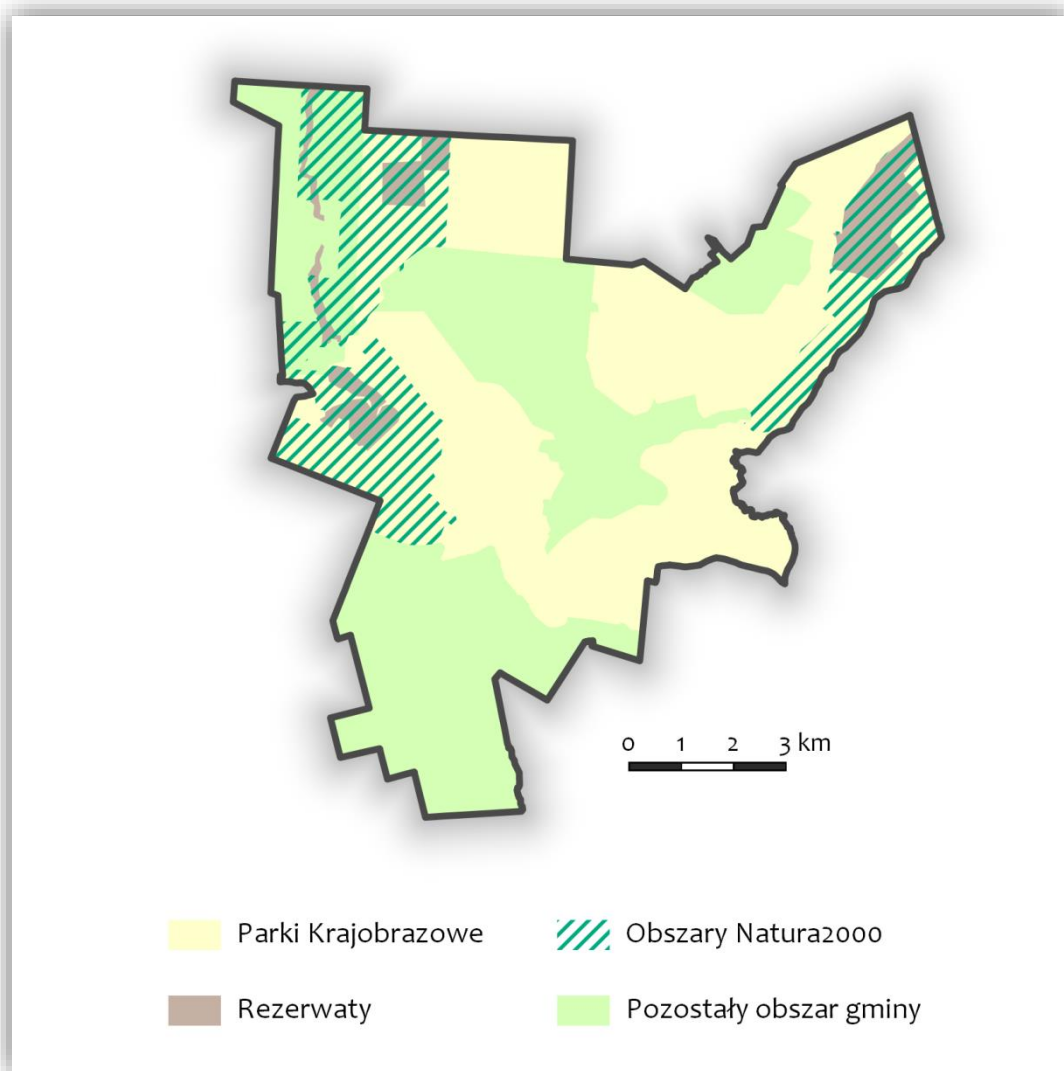 0 1 2 3 km
Parki Krajobrazowe
Obszary Natura2000
Rezerwaty
Pozostały obszar gminy